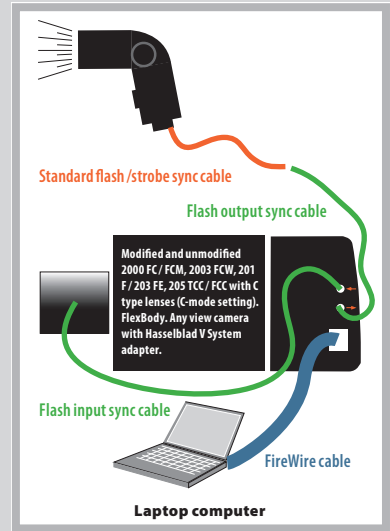 Standard flash /strobe sync cable
Flash output sync cable
Modified and unmodified
2000 FC / FCM, 2003 FCW, 201
F / 203 FE, 205 TCC / FCC with C
type lenses (C-mode setting).
FlexBody. Any view camera
with Hasselblad V System
adapter.
Flash input sync cable
FireWire cable
Laptop computer